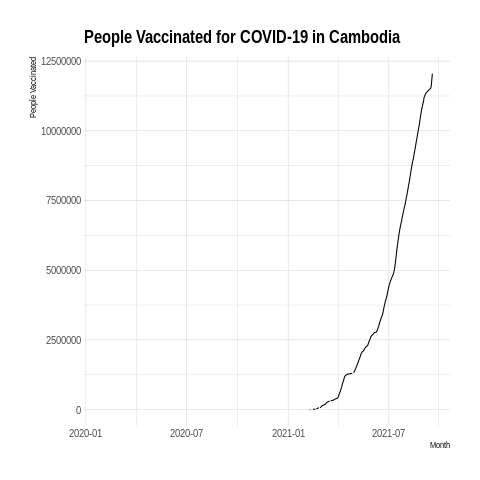 People Vaccinated for COVID-19 in Cambodia
People Vaccinated
12500000
10000000
7500000
5000000
2500000
0
2020-01 2020-07 2021-01 2021-07
Month